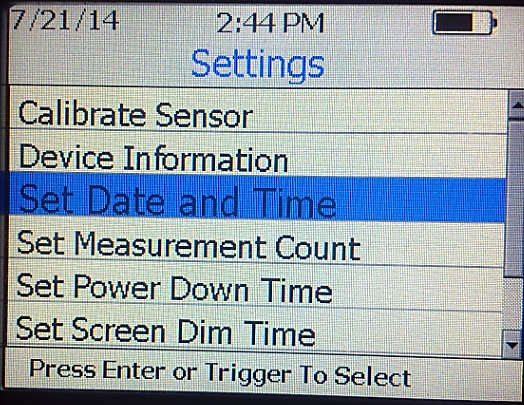 7/21/14 2:44 PM
Settings
Calibrate Sensor
Device Information
Set Date and Time
Set Measurement Count
Set Power Down Time
Set Screen Dim Time
Press Enter or Trigger To Select